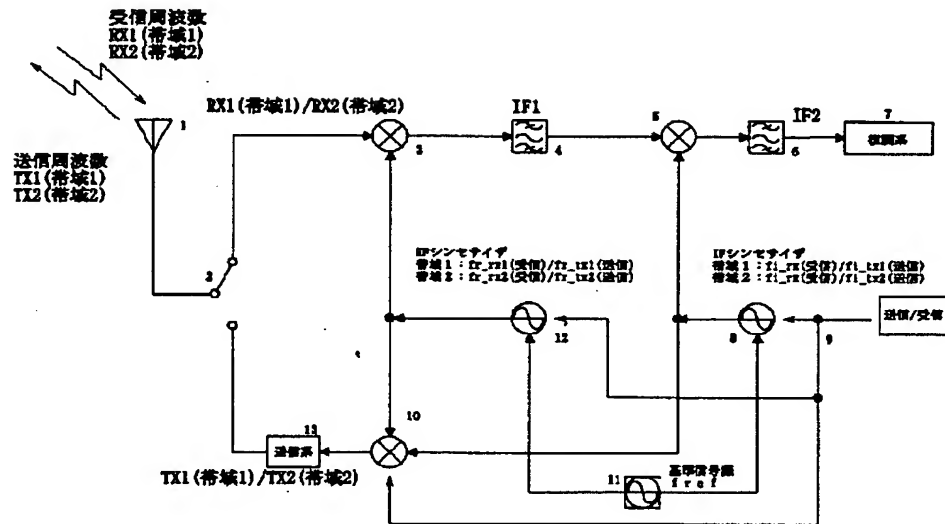 受信周波数
RX1(帯域1)
RX2(帯域2)
1
送信周波数
TX1(帯域1)
TX2(帯域2)
RX1(帯域1)/RX2(帯域2)
3
IF1
4
5
IF2
6
7
検調系
2
RFシンセサイザ
帯域1:fr_rx1(受信)/fr_tx1(送信)
帯域2:fr_rx2(受信)/fr_tx2(送信)
IFシンセサイザ
帯域1:fi_rx(受信)/fi_tx1(送信)
帯域2:fi_rx(受信)/fi_tx2(送信)
12
8
9
送信/受信
10
13
送信系
TX1(帯域1)/TX2(帯域2)
11
基準信号源
fref